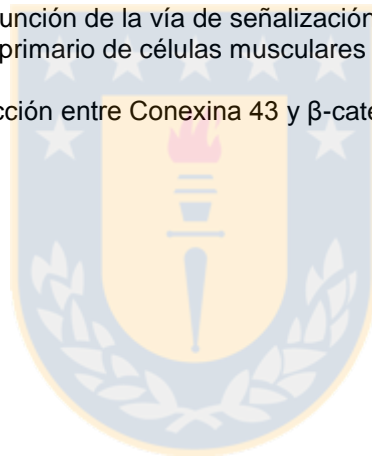 unción de la vía de señalización
primario de células musculares
cción entre Conexina 43 y β-cate